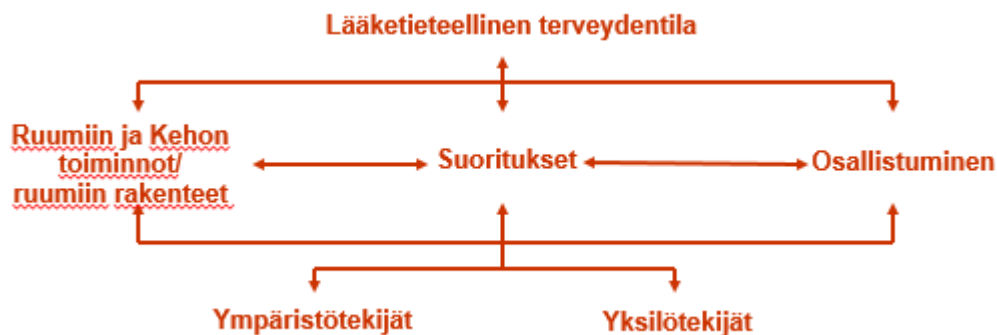 Lääketieteellinen terveydentila
Ruumiin ja Kehon
toiminnot/
ruumiin rakenteet
Suoritukset
Osallistuminen
Ympäristötekijät
Yksilötekijät